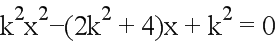 k²x²–(2k² + 4)x + k² = 0